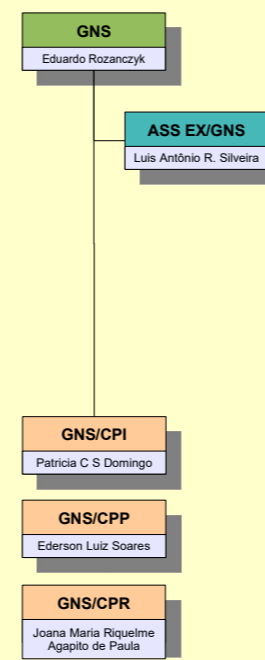 GNS
Eduardo Rozanczyk
ASS EX/GNS
Luis Antônio R. Silveira
GNS/CPI
Patricia C S Domingo
GNS/CPP
Ederson Luiz Soares
GNS/CPR
Joana Maria Riquelme
Agapito de Paula